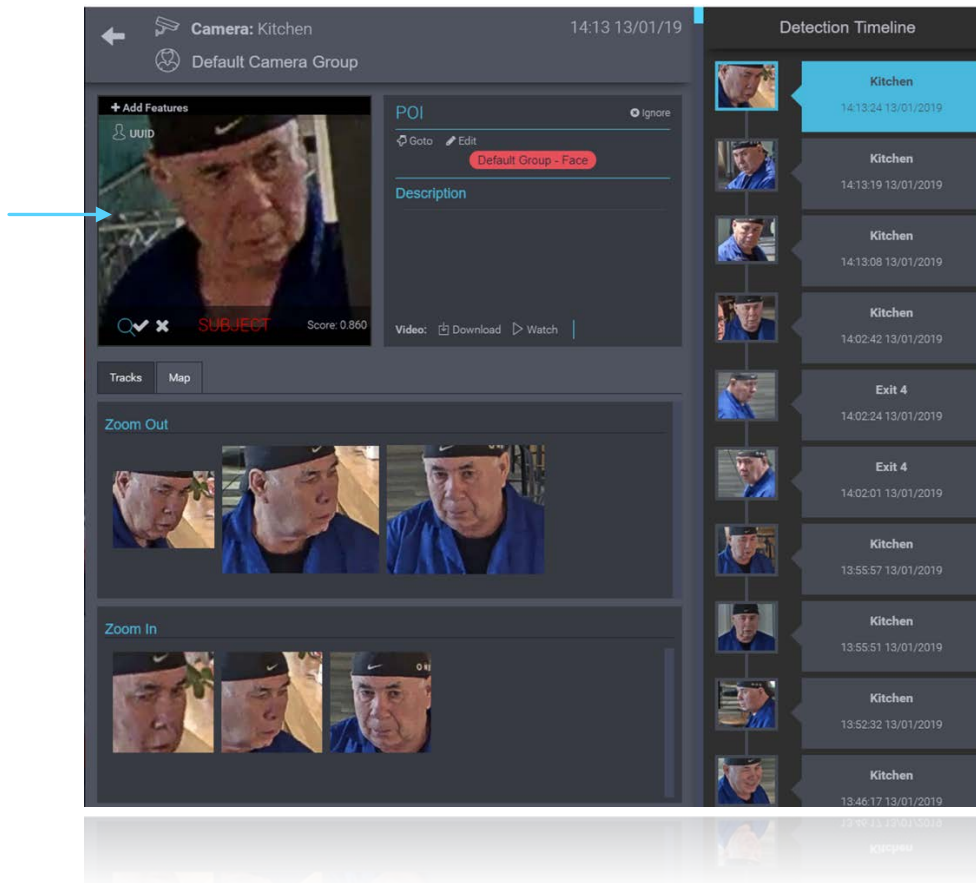 Camera: Kitchen
14:13 13/01/19
Default Camera Group
Add Features
UUID
SUBJECT
Score: 0.860
POI
Ignore
Goto
Edit
Default Group - Face
Description
Video:
Download
Watch
Tracks
Map
Zoom Out
Zoom In
Detection Timeline
Kitchen
14:13:24 13/01/2019
Kitchen
14:13:19 13/01/2019
Kitchen
14:13:08 13/01/2019
Kitchen
14:02:42 13/01/2019
Exit 4
14:02:24 13/01/2019
Exit 4
14:02:01 13/01/2019
Kitchen
13:55:57 13/01/2019
Kitchen
13:55:51 13/01/2019
Kitchen
13:52:32 13/01/2019
Kitchen
13:46:17 13/01/2019